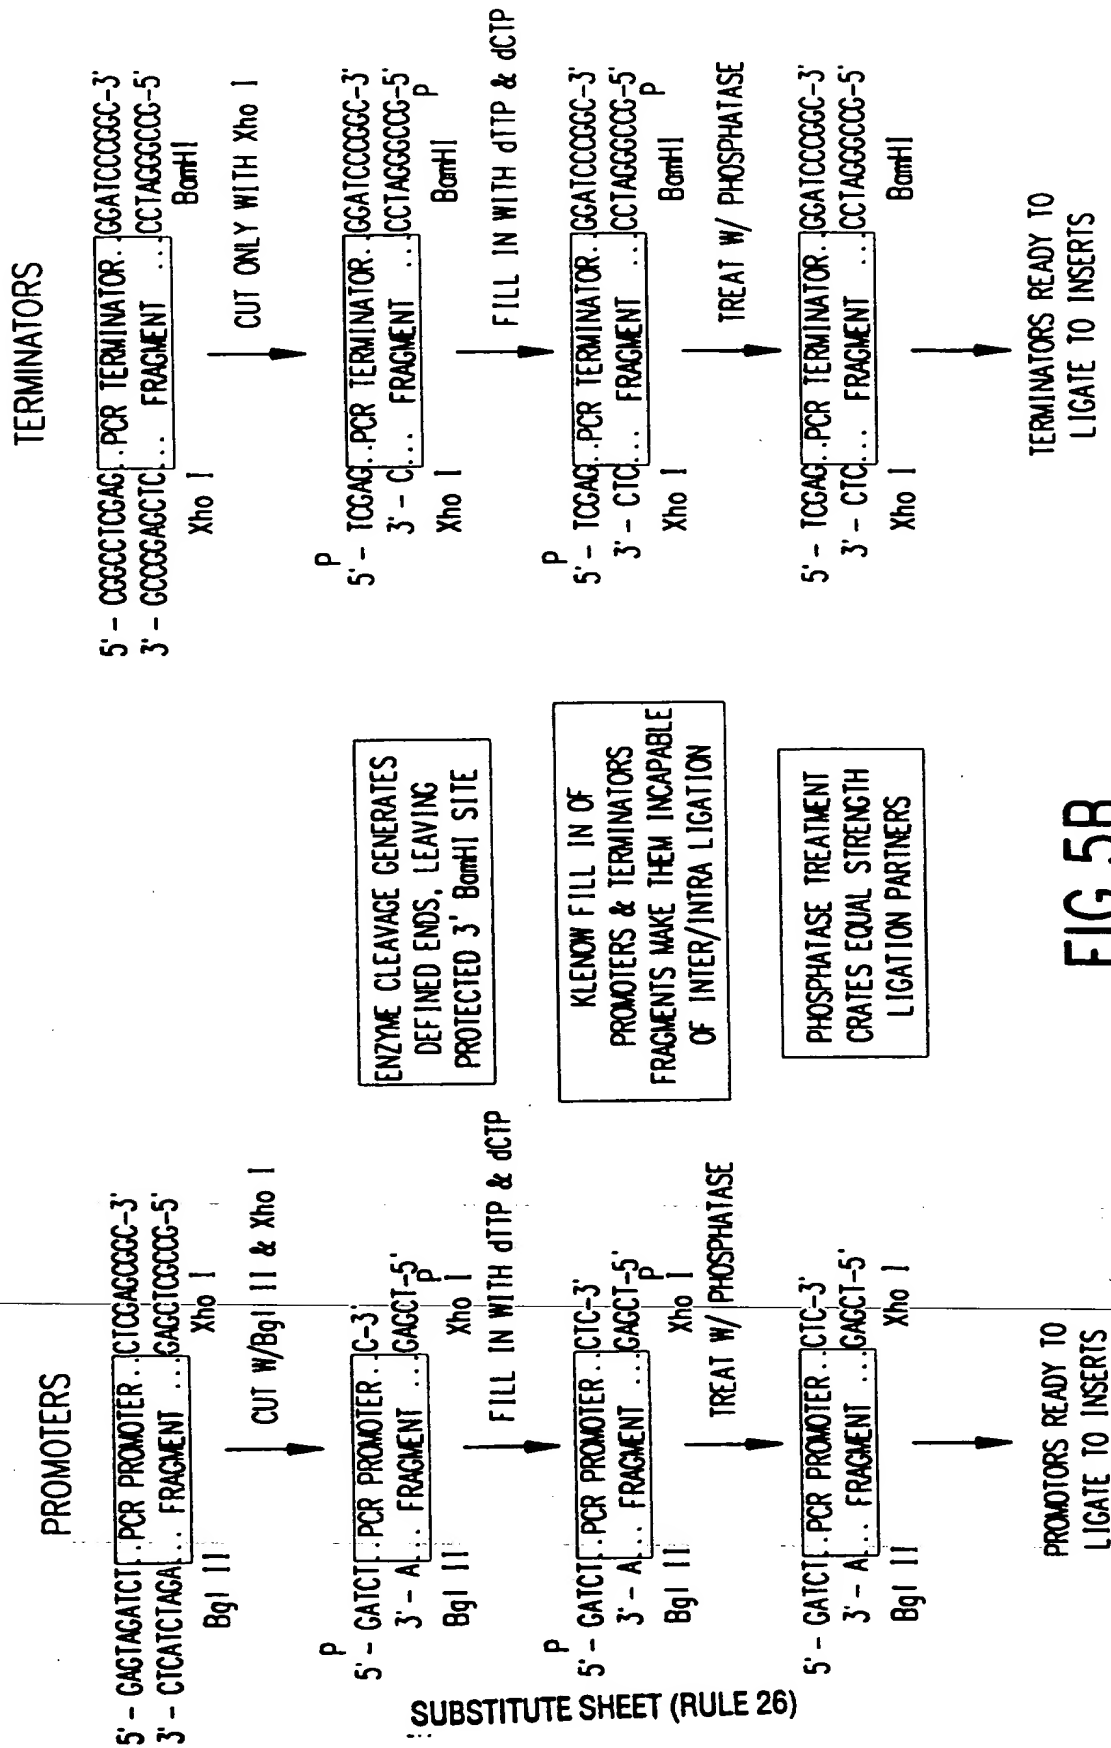 PROMOTERS
5' - GAGTAGATCT..PCR PROMOTER..CTCGAGCGGC-3'
3' - CTCATCTAGA... FRAGMENT ...GAGCTCGCCG-5'
Bgl II
Xho I
CUT W/Bgl II & Xho I
P
5' - GATCT..PCR PROMOTER..C-3'
3' - A... FRAGMENT ...GAGCT-5'
P
Bgl II
Xho I
FILL IN WITH dTTP & dCTP
P
5' - GATCT..PCR PROMOTER..CTC-3'
3' - A... FRAGMENT ...GAGCT-5'
P
Bgl II
Xho I
TREAT W/ PHOSPHATASE
5' - GATCT..PCR PROMOTER..CTC-3'
3' - A... FRAGMENT ...GAGCT-5'
Bgl II
Xho I
PROMOTORS READY TO
LIGATE TO INSERTS
ENZYME CLEAVAGE GENERATES
DEFINED ENDS, LEAVING
PROTECTED 3' BamHI SITE
KLENOW FILL IN OF
PROMOTERS & TERMINATORS
FRAGMENTS MAKE THEM INCAPABLE
OF INTER/INTRA LIGATION
PHOSPHATASE TREATMENT
CRATES EQUAL STRENGTH
LIGATION PARTNERS
TERMINATORS
5' - CGGCCTCGAG..PCR TERMINATOR..GGATCCCGGC-3'
3' - GCCGGAGCTC... FRAGMENT ...CCTAGGGCCG-5'
Xho I
BamHI
CUT ONLY WITH Xho I
P
5' - TCGAG..PCR TERMINATOR..GGATCCCGGC-3'
3' - C... FRAGMENT ...CCTAGGGCCG-5'
P
Xho I
BamHI
FILL IN WITH dTTP & dCTP
P
5' - TCGAG..PCR TERMINATOR..GGATCCCGGC-3'
3' - CTC... FRAGMENT ...CCTAGGGCCG-5'
P
Xho I
BamHI
TREAT W/ PHOSPHATASE
5' - TCGAG..PCR TERMINATOR..GGATCCCGGC-3'
3' - CTC... FRAGMENT ...CCTAGGGCCG-5'
Xho I
BamHI
TERMINATORS READY TO
LIGATE TO INSERTS
FIG.5B
SUBSTITUTE SHEET (RULE 26)